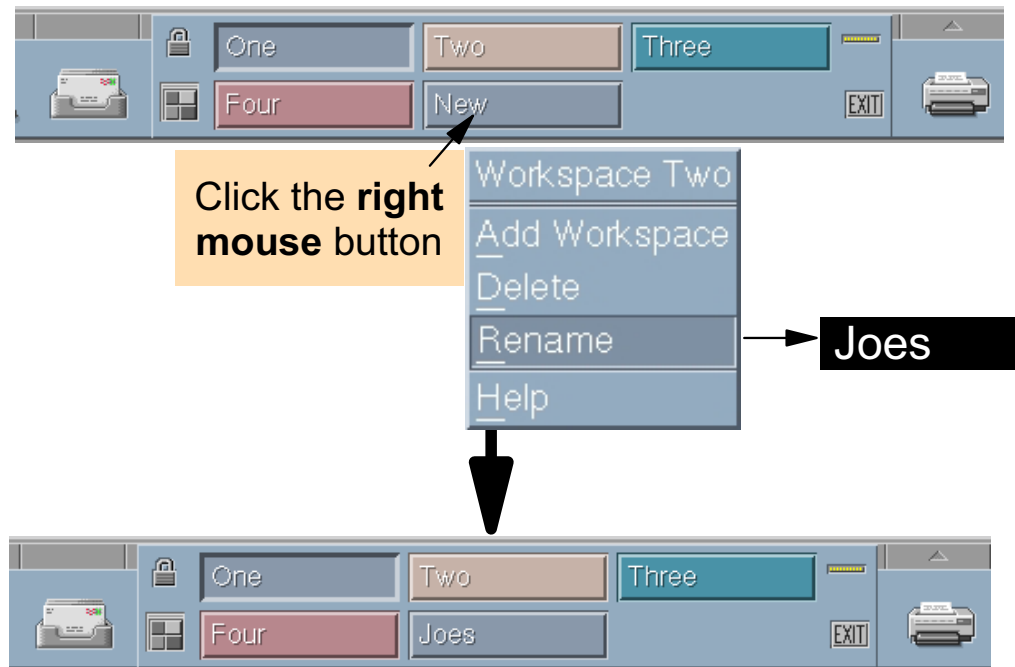 One Two Three
Four New EXIT
Click the right
mouse button
Workspace Two
Add Workspace
Delete
Rename
Help
Joes
One Two Three
Four Joes EXIT